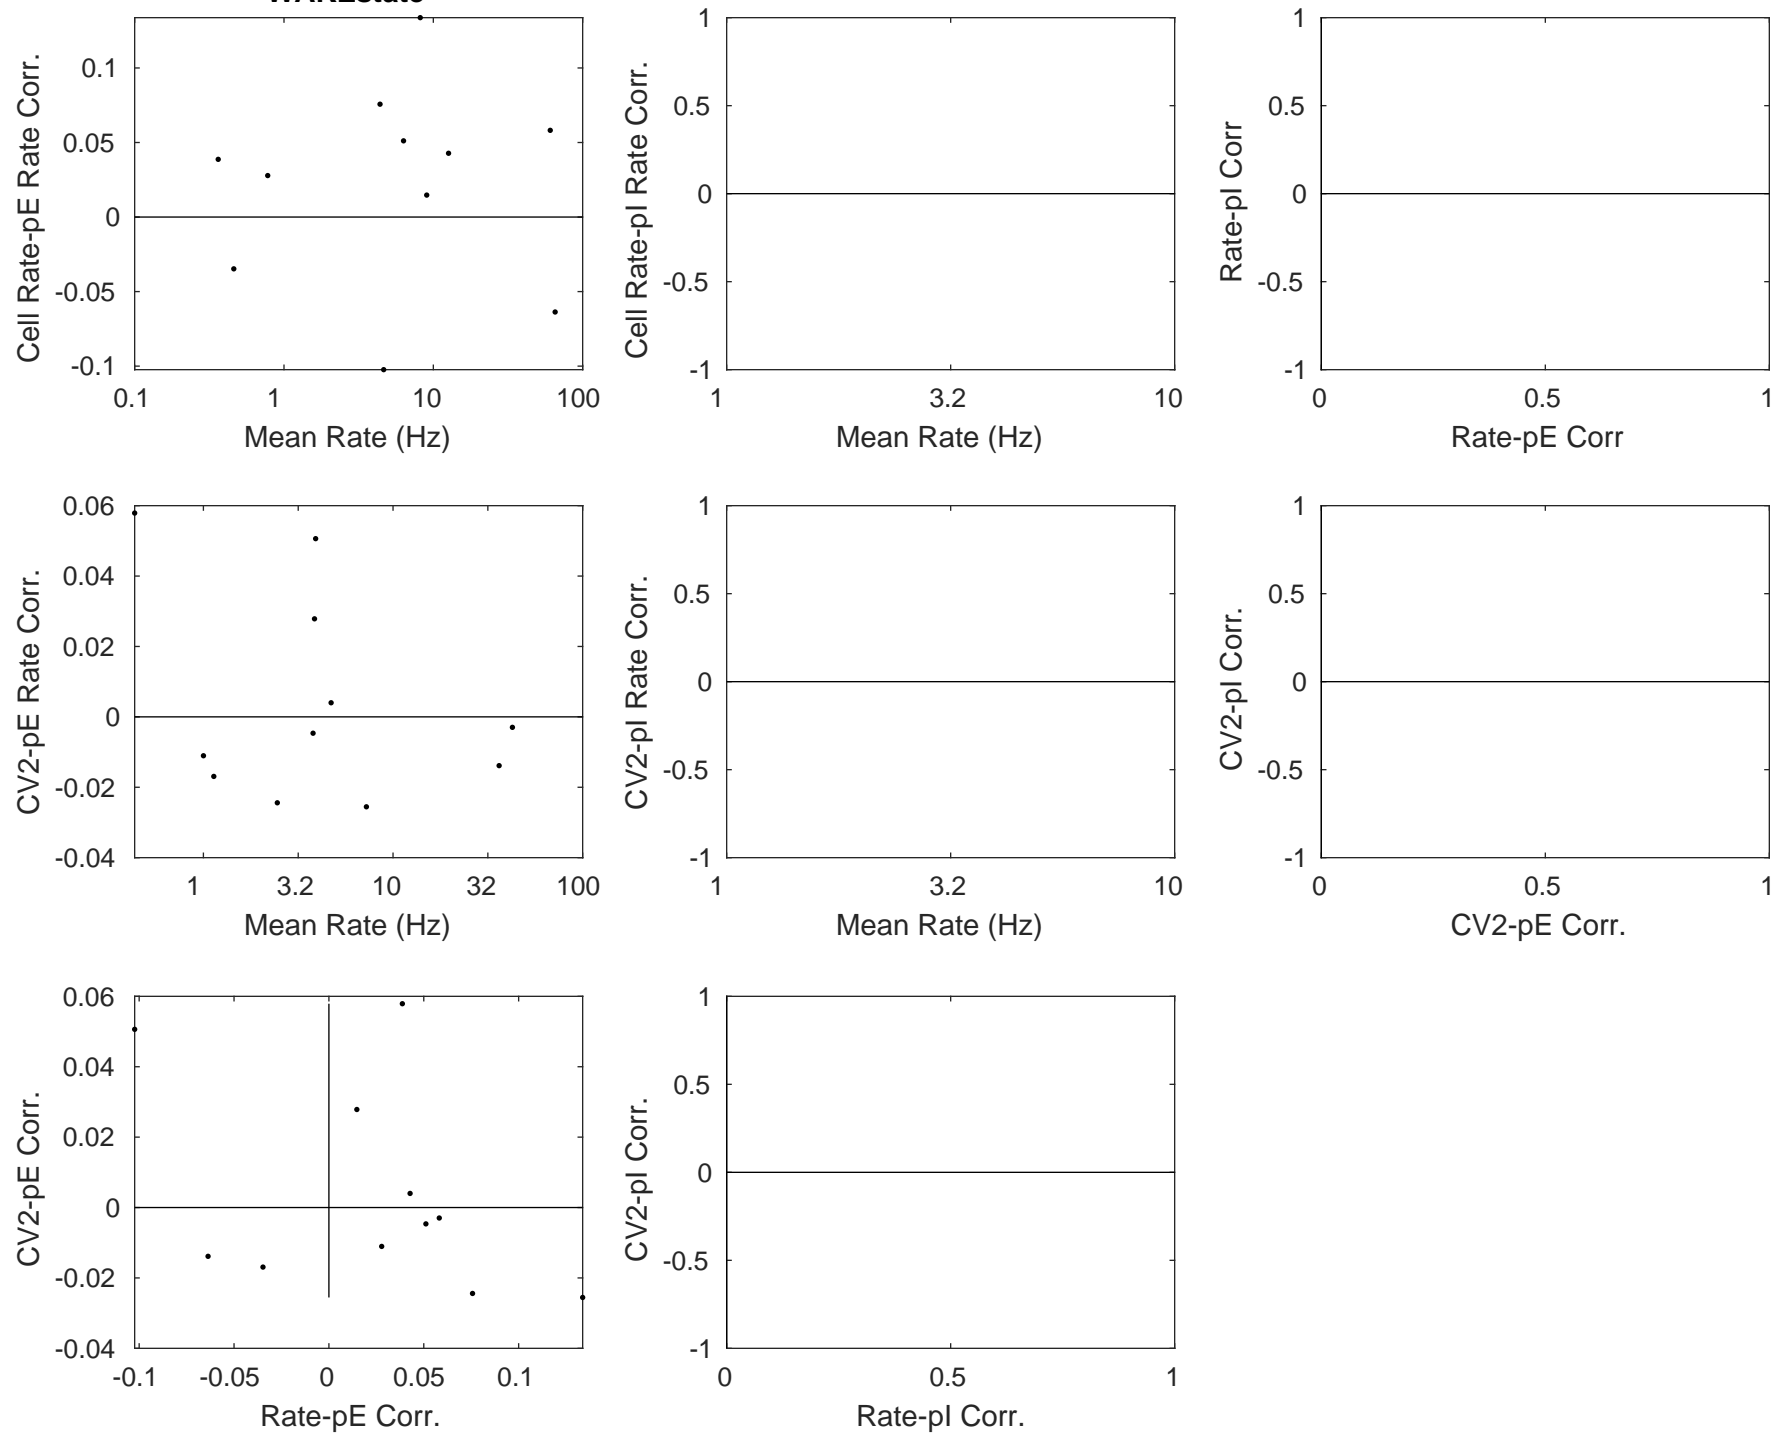 WAKEstate
Cell Rate-pE Rate Corr.
0.1
0.05
0
-0.05
-0.1
0.1 1 10 100
Mean Rate (Hz)
Cell Rate-pI Rate Corr.
1
0.5
0
-0.5
-1
1 3.2 10
Mean Rate (Hz)
Rate-pI Corr
1
0.5
0
-0.5
-1
0 0.5 1
Rate-pE Corr
CV2-pE Rate Corr.
0.06
0.04
0.02
0
-0.02
-0.04
1 3.2 10 32 100
Mean Rate (Hz)
CV2-pI Rate Corr.
1
0.5
0
-0.5
-1
1 3.2 10
Mean Rate (Hz)
CV2-pI Corr.
1
0.5
0
-0.5
-1
0 0.5 1
CV2-pE Corr.
CV2-pE Corr.
0.06
0.04
0.02
0
-0.02
-0.04
-0.1 -0.05 0 0.05 0.1
Rate-pE Corr.
CV2-pI Corr.
1
0.5
0
-0.5
-1
0 0.5 1
Rate-pI Corr.